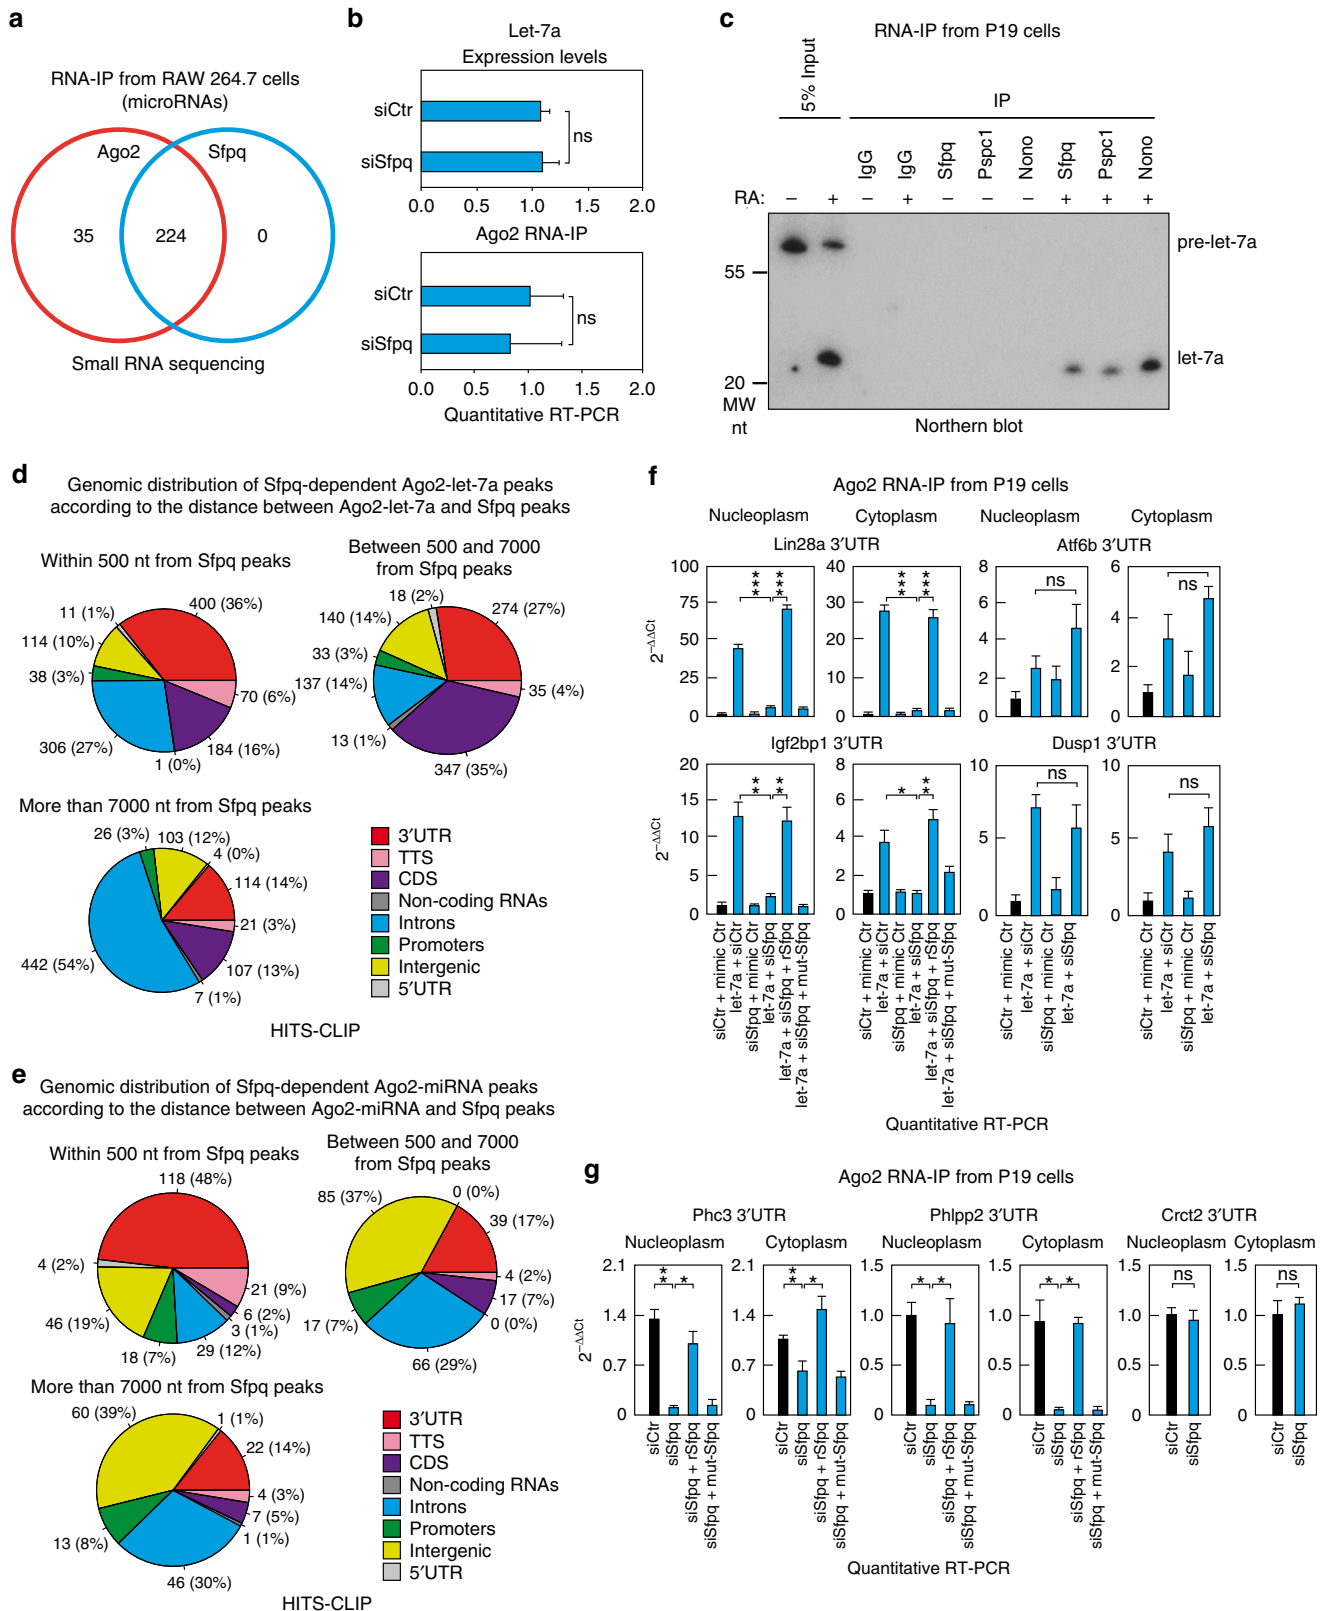 a
RNA-IP from RAW 264.7 cells
(microRNAs)
Ago2
Sfpq
35
224
0
Small RNA sequencing
b
Let-7a
Expression levels
siCtr
siSfpq
ns
0.0 0.5 1.0 1.5 2.0
Ago2 RNA-IP
siCtr
siSfpq
ns
0.0 0.5 1.0 1.5 2.0
Quantitative RT-PCR
c
RNA-IP from P19 cells
5% Input
IP
IgG IgG Sfpq Pspc1 Nono Sfpq Pspc1 Nono
RA: – + – + – – – + + +
pre-let-7a
55
let-7a
20
MW
nt
Northern blot
d
Genomic distribution of Sfpq-dependent Ago2-let-7a peaks
according to the distance between Ago2-let-7a and Sfpq peaks
Within 500 nt from Sfpq peaks
400 (36%)
11 (1%)
114 (10%)
38 (3%)
306 (27%)
1 (0%)
184 (16%)
70 (6%)
Between 500 and 7000
from Sfpq peaks
18 (2%)
274 (27%)
140 (14%)
33 (3%)
137 (14%)
13 (1%)
347 (35%)
35 (4%)
More than 7000 nt from Sfpq peaks
26 (3%)
103 (12%)
4 (0%)
114 (14%)
21 (3%)
107 (13%)
7 (1%)
442 (54%)
3′UTR
TTS
CDS
Non-coding RNAs
Introns
Promoters
Intergenic
5′UTR
HITS-CLIP
e
Genomic distribution of Sfpq-dependent Ago2-miRNA peaks
according to the distance between Ago2-miRNA and Sfpq peaks
Within 500 nt from Sfpq peaks
118 (48%)
4 (2%)
46 (19%)
18 (7%)
29 (12%)
3 (1%)
6 (2%)
21 (9%)
Between 500 and 7000
from Sfpq peaks
85 (37%)
0 (0%)
39 (17%)
4 (2%)
17 (7%)
0 (0%)
66 (29%)
17 (7%)
More than 7000 nt from Sfpq peaks
60 (39%)
1 (1%)
22 (14%)
4 (3%)
7 (5%)
1 (1%)
46 (30%)
13 (8%)
3′UTR
TTS
CDS
Non-coding RNAs
Introns
Promoters
Intergenic
5′UTR
HITS-CLIP
f
Ago2 RNA-IP from P19 cells
Nucleoplasm Cytoplasm Nucleoplasm Cytoplasm
Lin28a 3′UTR
Atf6b 3′UTR
2−ΔΔCt
100 75 50 25 0
*** ***
40 30 20 10 0
*** ***
8 6 4 2 0
ns
6 4 2 0
ns
Igf2bp1 3′UTR
Dusp1 3′UTR
2−ΔΔCt
20 15 10 5 0
** **
8 6 4 2 0
* **
10 5 0
ns
10 5 0
ns
siCtr + mimic Ctr
let-7a + siCtr
siSfpq + mimic Ctr
let-7a + siSfpq
let-7a + siSfpq + rSfpq
let-7a + siSfpq + mut-Sfpq
siCtr + mimic Ctr
let-7a + siCtr
siSfpq + mimic Ctr
let-7a + siSfpq
let-7a + siSfpq + rSfpq
let-7a + siSfpq + mut-Sfpq
siCtr + mimic Ctr
let-7a + siCtr
siSfpq + mimic Ctr
let-7a + siSfpq
siCtr + mimic Ctr
let-7a + siCtr
siSfpq + mimic Ctr
let-7a + siSfpq
Quantitative RT-PCR
g
Ago2 RNA-IP from P19 cells
Phc3 3′UTR
Phlpp2 3′UTR
Crct2 3′UTR
Nucleoplasm Cytoplasm Nucleoplasm Cytoplasm Nucleoplasm Cytoplasm
2−ΔΔCt
2.1 1.4 0.7 0
** *
2.1 1.4 0.7 0
** *
1.5 1.0 0.5 0
* *
1.5 1.0 0.5 0
* *
1.5 1.0 0.5 0
ns
1.5 1.0 0.5 0
ns
siCtr
siSfpq
siSfpq + rSfpq
siSfpq + mut-Sfpq
siCtr
siSfpq
siSfpq + rSfpq
siSfpq + mut-Sfpq
siCtr
siSfpq
siSfpq + rSfpq
siSfpq + mut-Sfpq
siCtr
siSfpq
siSfpq + rSfpq
siSfpq + mut-Sfpq
siCtr
siSfpq
siCtr
siSfpq
Quantitative RT-PCR